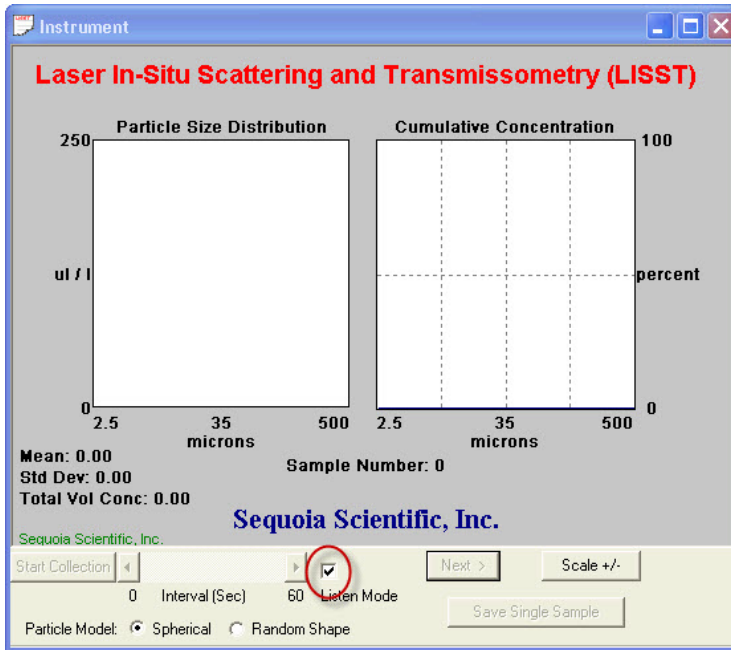 Instrument
Laser In-Situ Scattering and Transmissometry (LISST)
Particle Size Distribution
Cumulative Concentration
250
100
ul / l
percent
0
0
2.5 35 500
2.5 35 500
microns
microns
Mean: 0.00
Sample Number: 0
Std Dev: 0.00
Total Vol Conc: 0.00
Sequoia Scientific, Inc.
Sequoia Scientific, Inc.
Start Collection
Next >
Scale +/-
0 Interval (Sec) 60 Listen Mode
Save Single Sample
Particle Model: Spherical Random Shape